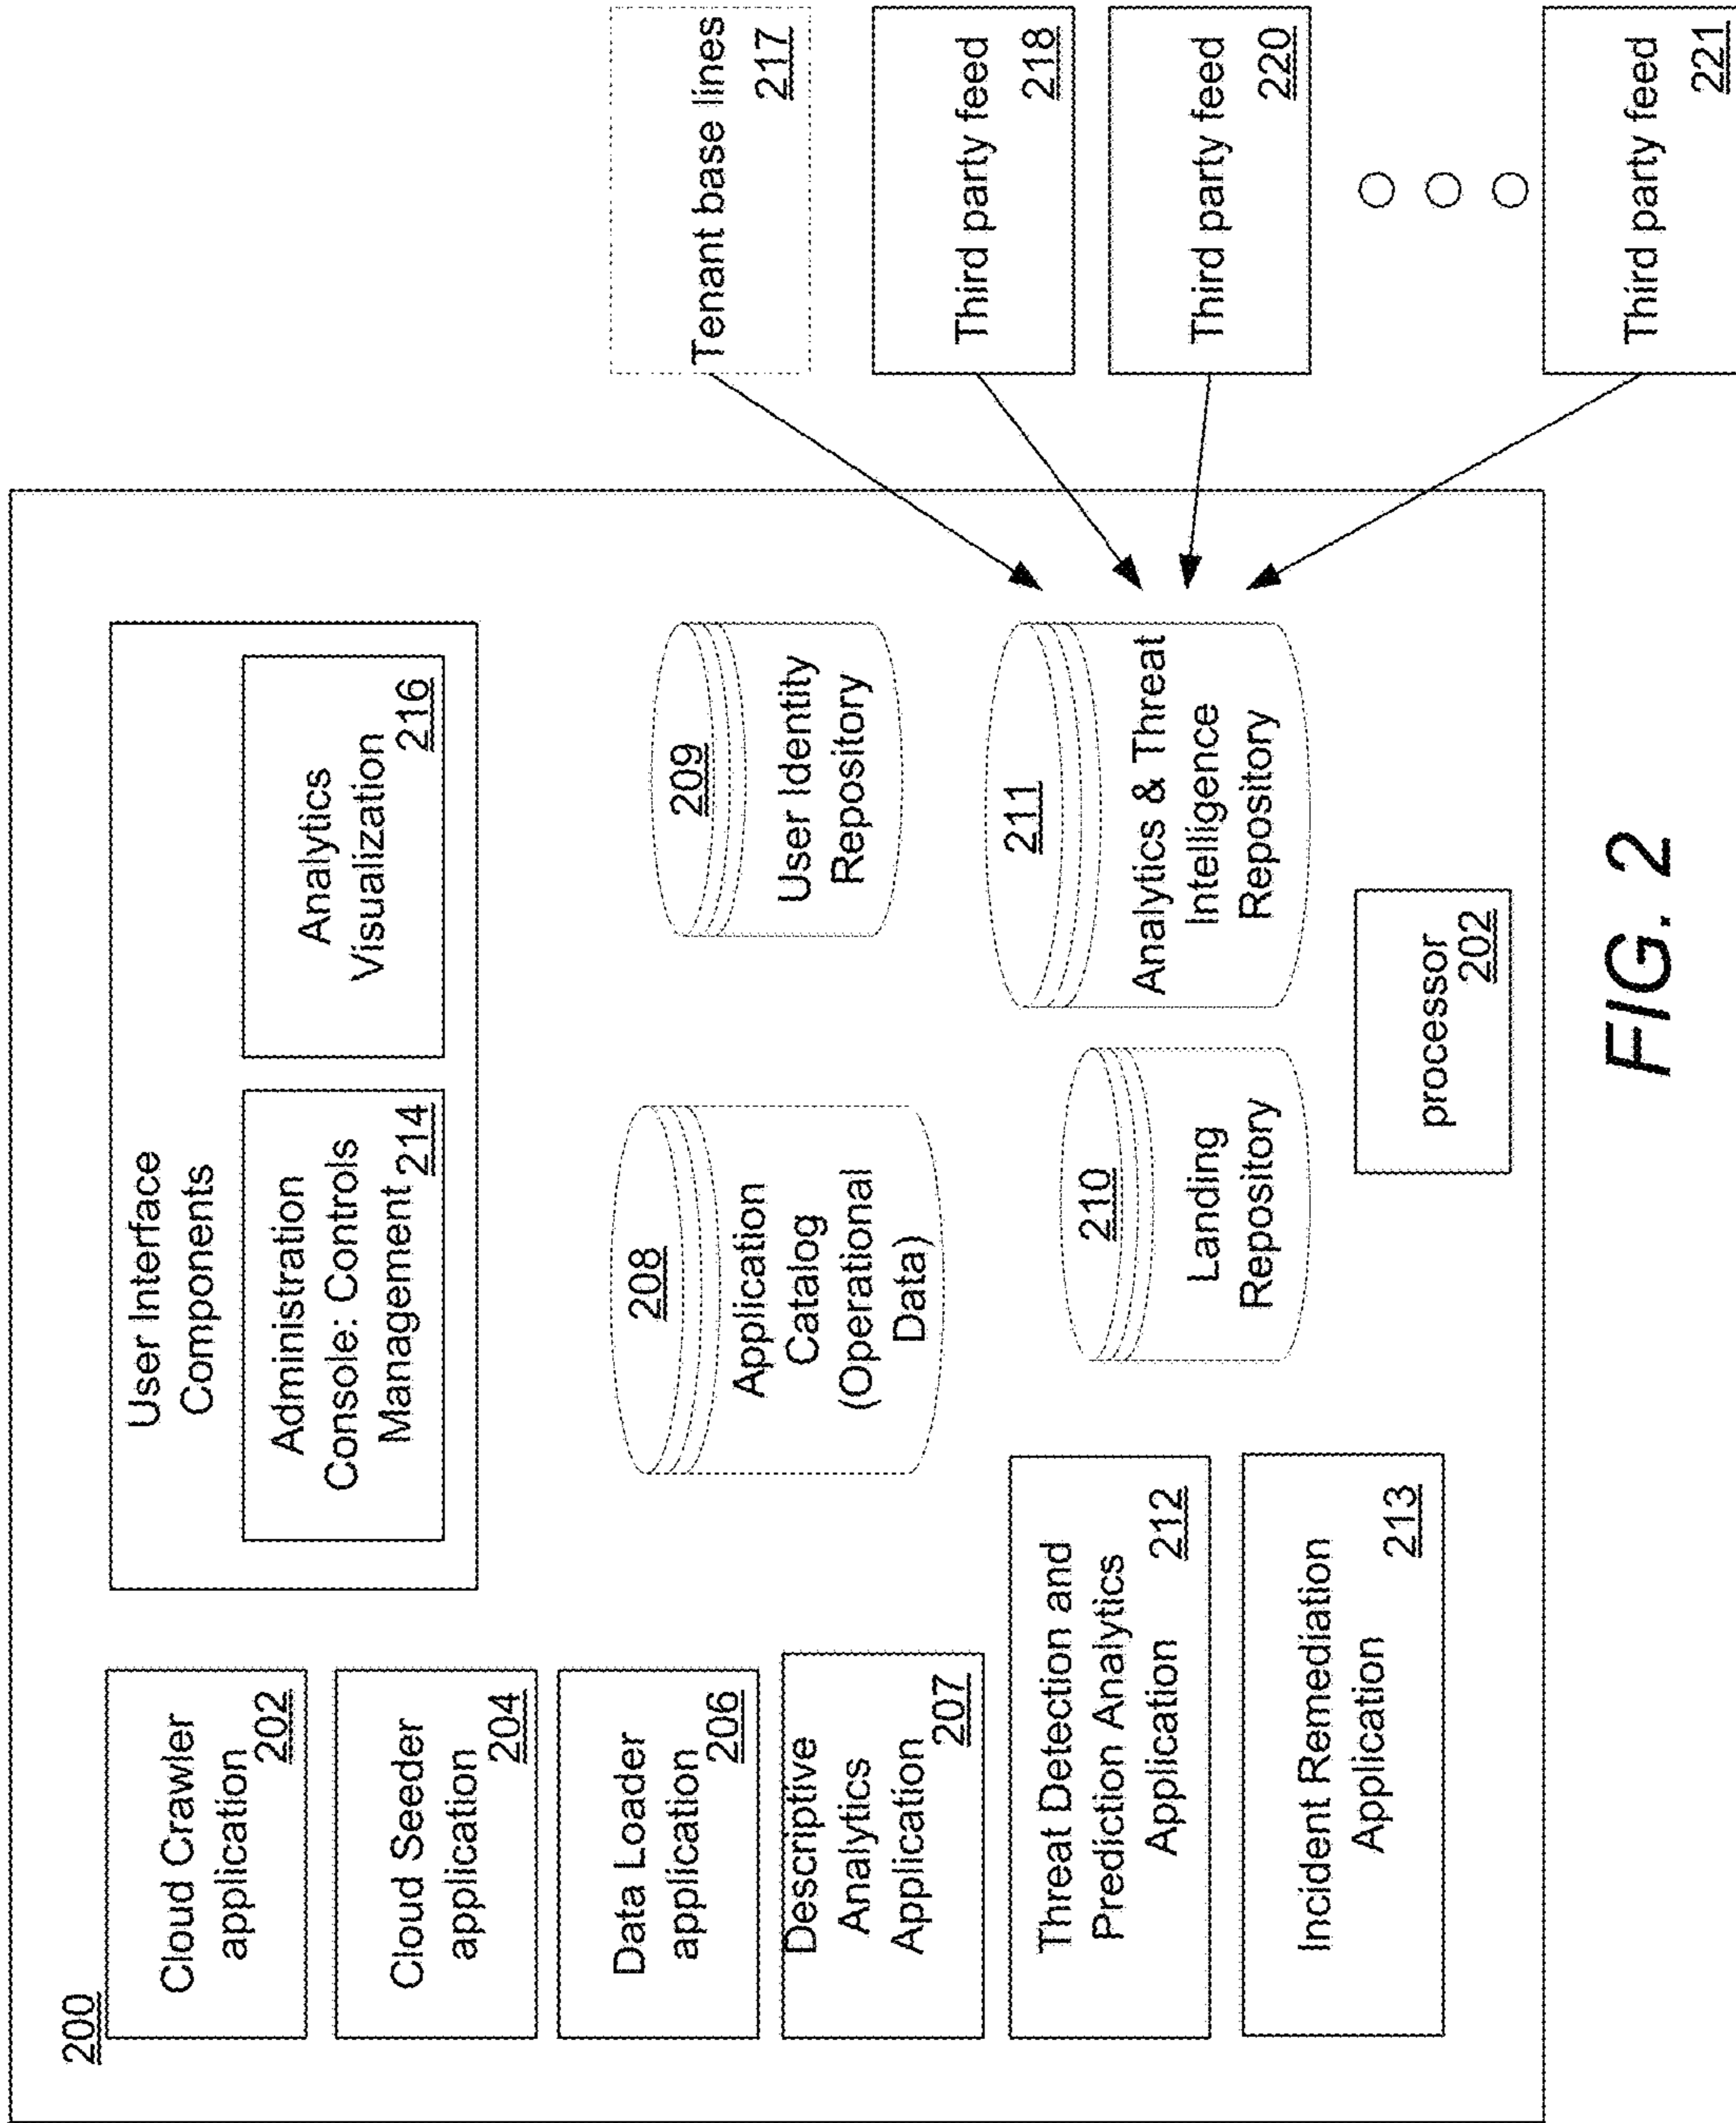 200
Cloud Crawler
application
202
Cloud Seeder
application
204
Data Loader
application
206
Descriptive
Analytics
Application
207
Threat Detection and
Prediction Analytics
Application
212
Incident Remediation
Application
213
User Interface
Components
Administration
Console: Controls
Management
214
Analytics
Visualization
216
208
Application
Catalog
(Operational
Data)
209
User Identity
Repository
210
Landing
Repository
211
Analytics & Threat
Intelligence
Repository
processor
202
Tenant base lines
217
Third party feed
218
Third party feed
220
Third party feed
221
FIG. 2